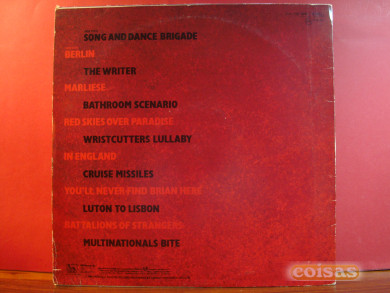 SONG AND DANCE BRIGADE
BERLIN
THE WRITER
MARLIESE
BATHROOM SCENARIO
RED SKIES OVER PARADISE
WRISTCUTTERS LULLABY
IN ENGLAND
CRUISE MISSILES
YOU'LL NEVER FIND BRIAN HERE
LUTON TO LISBON
BATTALIONS OF STRANGERS
MULTINATIONALS BITE
coisas